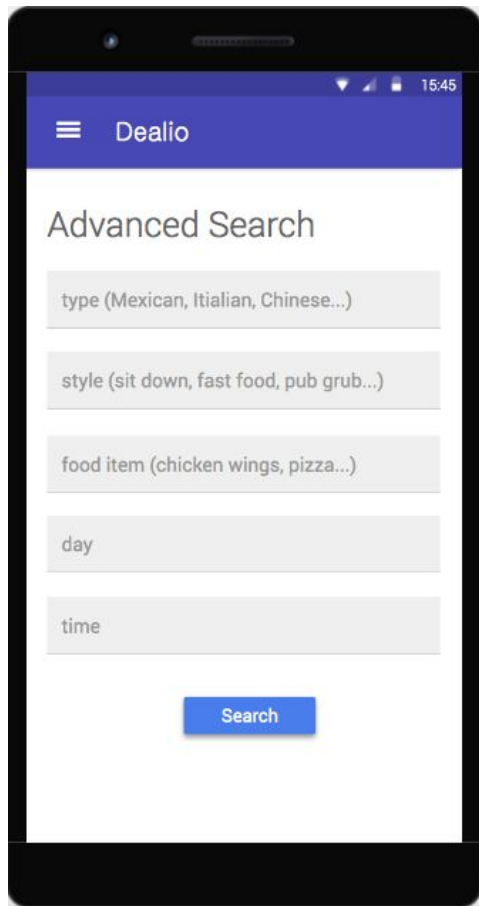 15:45
Dealio
Advanced Search
type (Mexican, Itialian, Chinese...)
style (sit down, fast food, pub grub...)
food item (chicken wings, pizza...)
day
time
Search